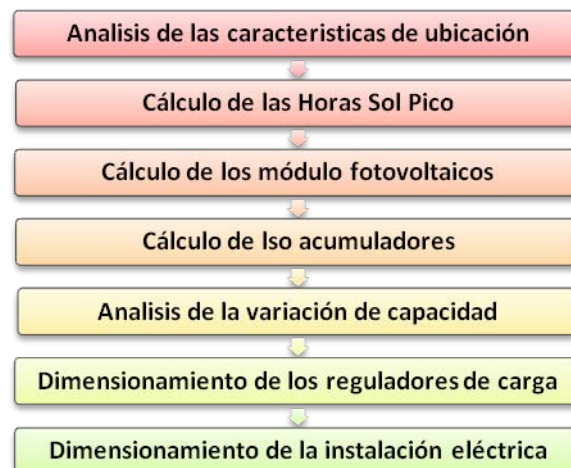 Analisis de las caracteristicas de ubicación
Cálculo de las Horas Sol Pico
Cálculo de los módulo fotovoltaicos
Cálculo de lso acumuladores
Analisis de la variación de capacidad
Dimensionamiento de los reguladores de carga
Dimensionamiento de la instalación eléctrica